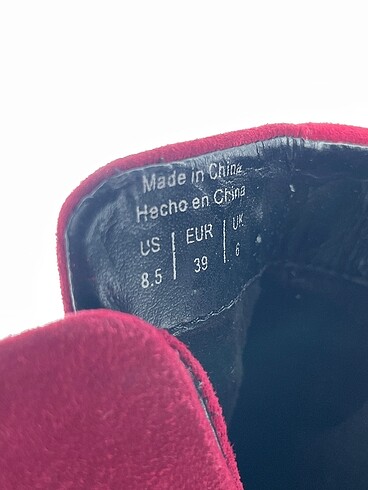 Made in China
Hecho en China
US | EUR | UK
8.5 | 39 | 6